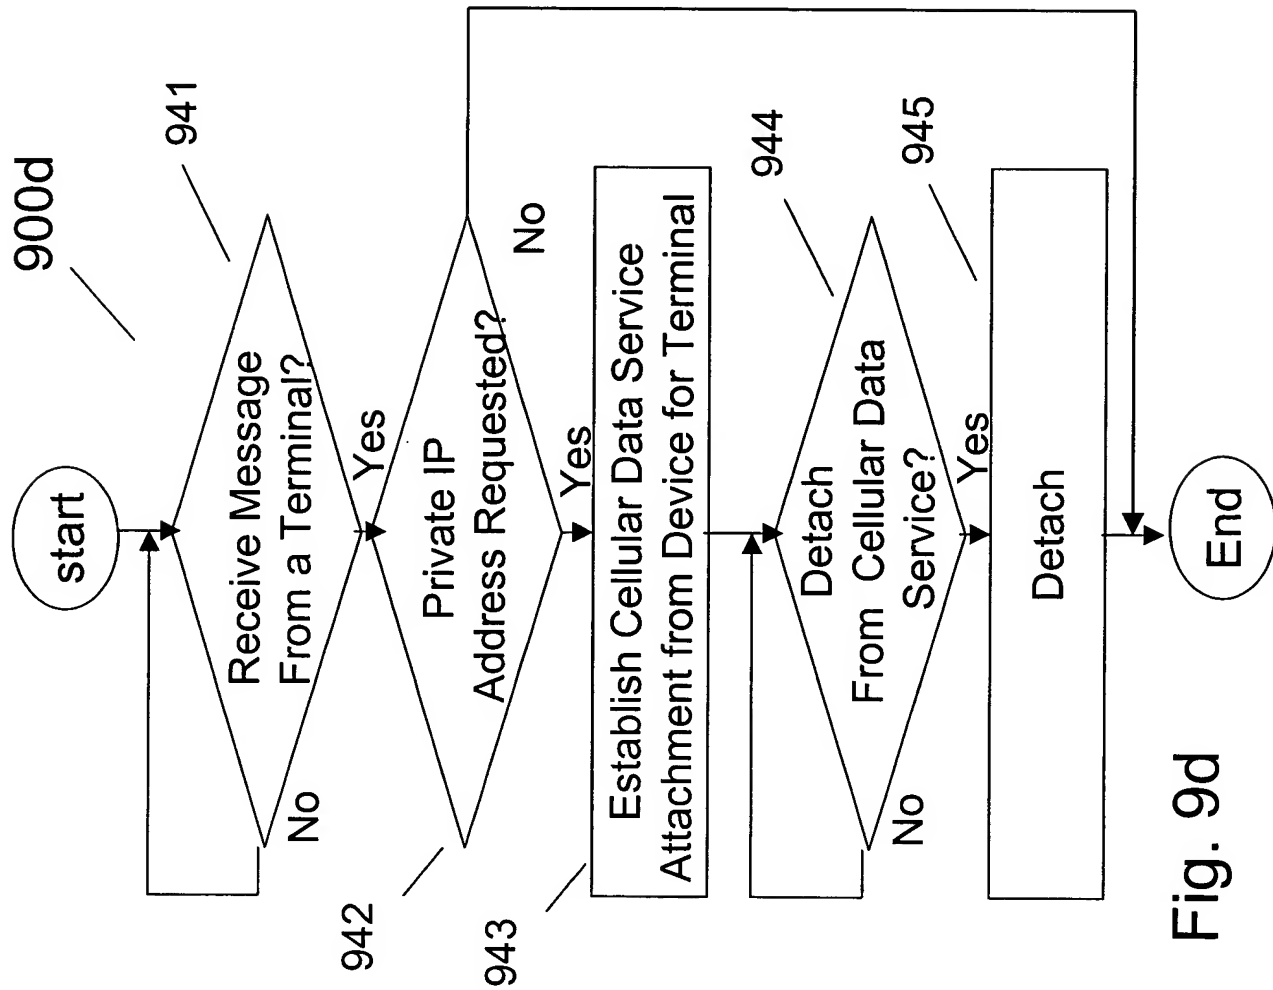 900d
start
941
Receive Message
From a Terminal?
No
Yes
942
Private IP
Address Requested?
No
Yes
943
Establish Cellular Data Service
Attachment from Device for Terminal
944
Detach
From Cellular Data
Service?
No
Yes
945
Detach
End
Fig. 9d